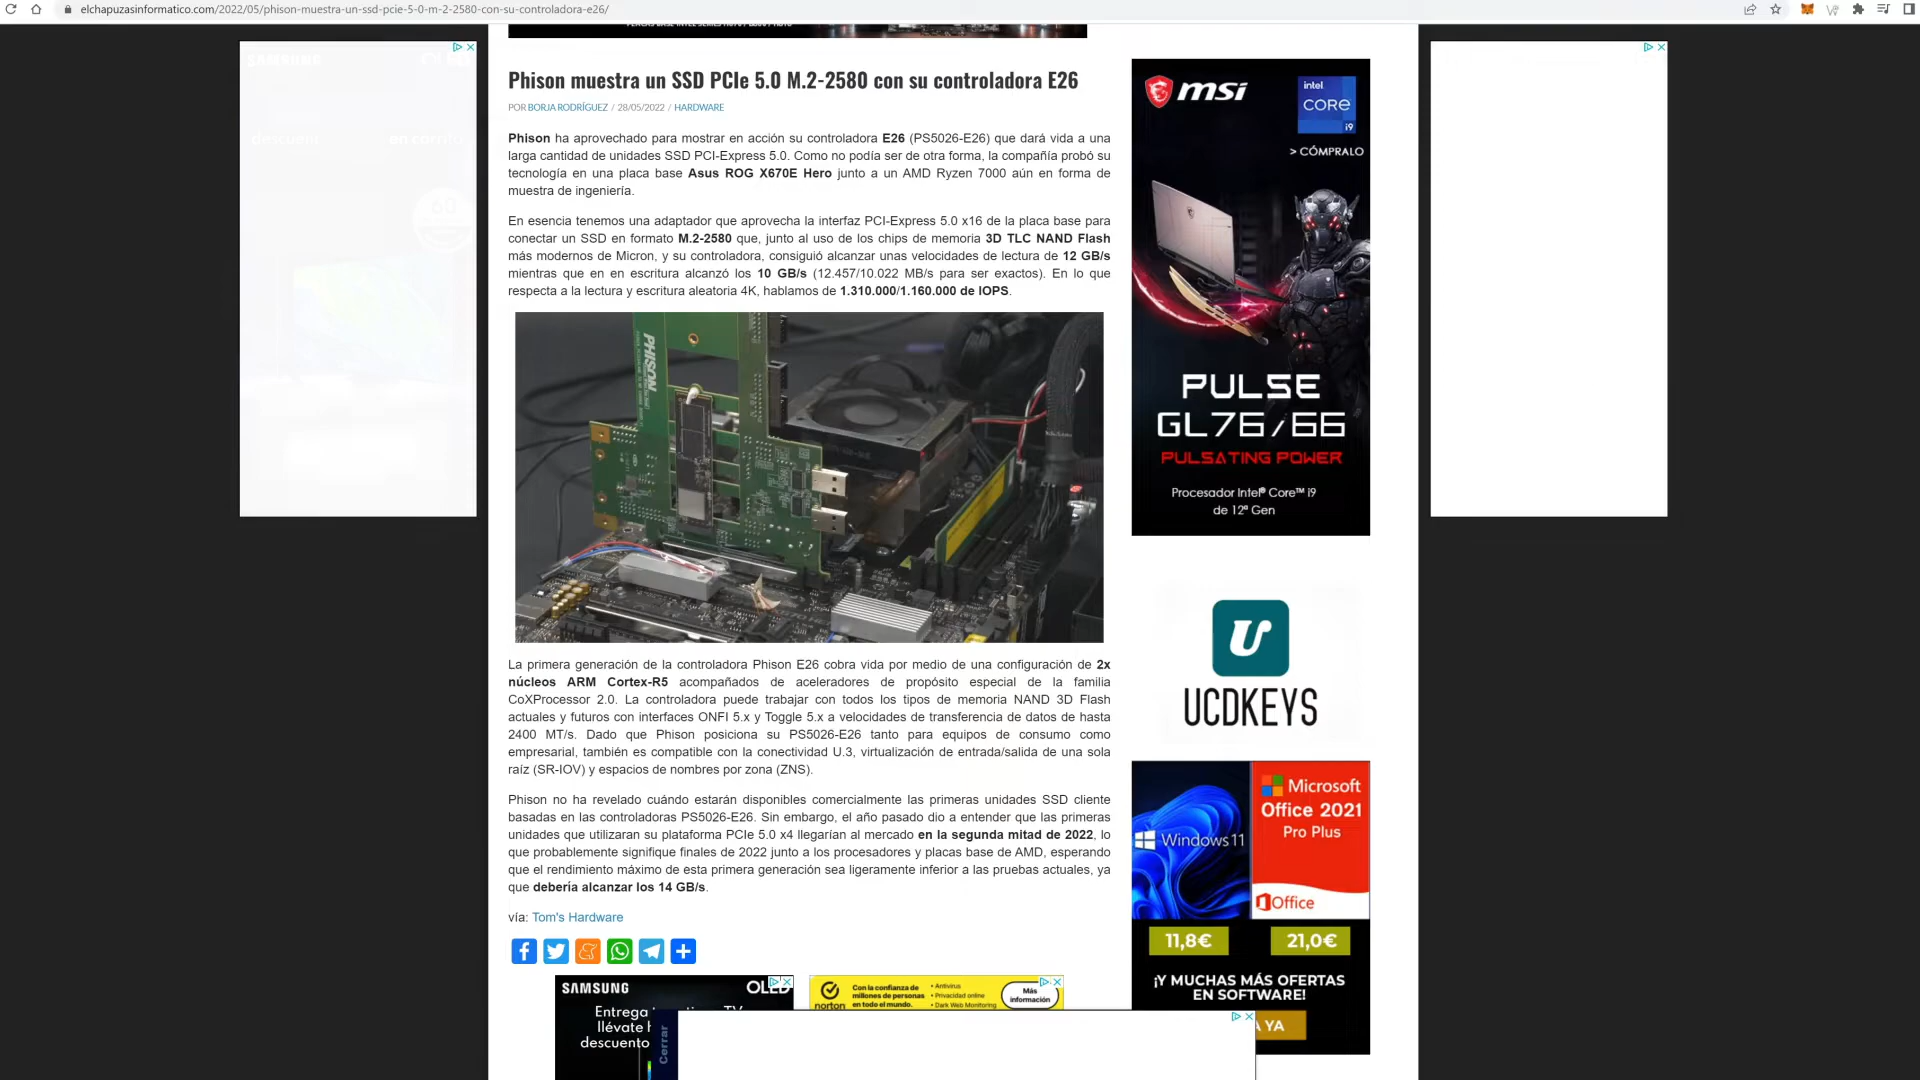 elchapuzasinformatico.com/2022/05/phison-muestra-un-ssd-pcie-5-0-m-2-2580-con-su-controladora-e26/
SAMSUNG
descuent
en correos
60
Phison muestra un SSD PCIe 5.0 M.2-2580 con su controladora E26
POR BORJA RODRÍGUEZ / 28/05/2022 / HARDWARE
Phison ha aprovechado para mostrar en acción su controladora E26 (PS5026-E26) que dará vida a una
larga cantidad de unidades SSD PCI-Express 5.0. Como no podía ser de otra forma, la compañía probó su
tecnología en una placa base Asus ROG X670E Hero junto a un AMD Ryzen 7000 aún en forma de
muestra de ingeniería.
En esencia tenemos una adaptador que aprovecha la interfaz PCI-Express 5.0 x16 de la placa base para
conectar un SSD en formato M.2-2580 que, junto al uso de los chips de memoria 3D TLC NAND Flash
más modernos de Micron, y su controladora, consiguió alcanzar unas velocidades de lectura de 12 GB/s
mientras que en en escritura alcanzó los 10 GB/s (12.457/10.022 MB/s para ser exactos). En lo que
respecta a la lectura y escritura aleatoria 4K, hablamos de 1.310.000/1.160.000 de IOPS.
PHISON
La primera generación de la controladora Phison E26 cobra vida por medio de una configuración de 2x
núcleos ARM Cortex-R5 acompañados de aceleradores de propósito especial de la familia
CoXProcessor 2.0. La controladora puede trabajar con todos los tipos de memoria NAND 3D Flash
actuales y futuros con interfaces ONFI 5.x y Toggle 5.x a velocidades de transferencia de datos de hasta
2400 MT/s. Dado que Phison posiciona su PS5026-E26 tanto para equipos de consumo como
empresarial, también es compatible con la conectividad U.3, virtualización de entrada/salida de una sola
raíz (SR-IOV) y espacios de nombres por zona (ZNS).
Phison no ha revelado cuándo estarán disponibles comercialmente las primeras unidades SSD cliente
basadas en las controladoras PS5026-E26. Sin embargo, el año pasado dio a entender que las primeras
unidades que utilizaran su plataforma PCIe 5.0 x4 llegarían al mercado en la segunda mitad de 2022, lo
que probablemente signifique finales de 2022 junto a los procesadores y placas base de AMD, esperando
que el rendimiento máximo de esta primera generación sea ligeramente inferior a las pruebas actuales, ya
que debería alcanzar los 14 GB/s.
vía: Tom's Hardware
SAMSUNG OLED
Entrega
TV
llévate
descuento
Cerrar
norton
Con la confianza de
millones de personas
en todo el mundo.
• Antivirus
• Privacidad online
• Dark Web Monitoring
Más
información
msi
intel
CORE
i9
> CÓMPRALO
PULSE
GL76/66
PULSATING POWER
Procesador Intel® Core™ i9
de 12ª Gen
U
UCDKEYS
Windows 11
Microsoft
Office 2021
Pro Plus
Office
11,8€
21,0€
¡Y MUCHAS MÁS OFERTAS
EN SOFTWARE!
YA